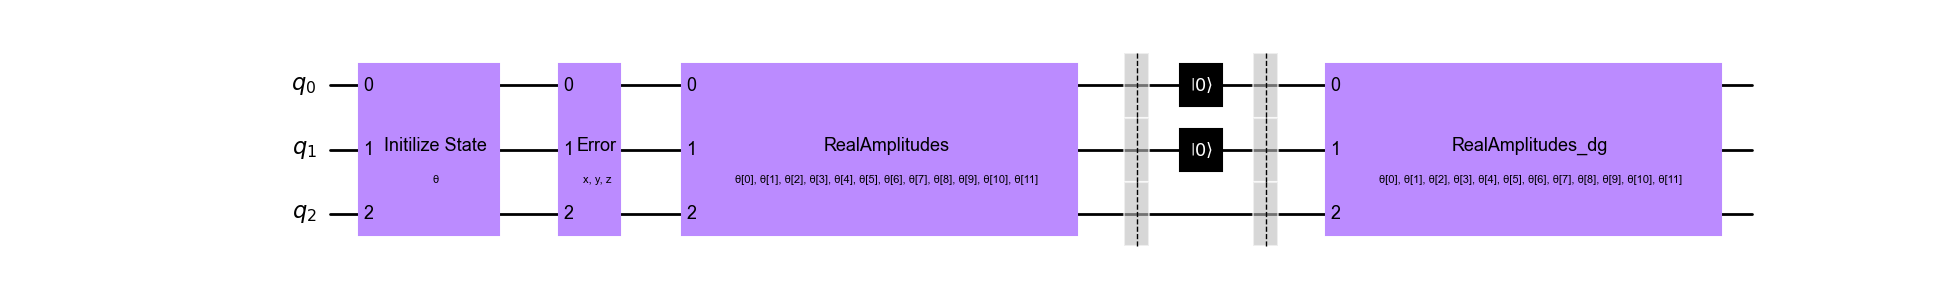 q0 0 0 0 |0⟩ 0
q1 1 Initilize State 1 Error 1 RealAmplitudes |0⟩ 1 RealAmplitudes_dg
θ x, y, z θ[0], θ[1], θ[2], θ[3], θ[4], θ[5], θ[6], θ[7], θ[8], θ[9], θ[10], θ[11] θ[0], θ[1], θ[2], θ[3], θ[4], θ[5], θ[6], θ[7], θ[8], θ[9], θ[10], θ[11]
q2 2 2 2 2